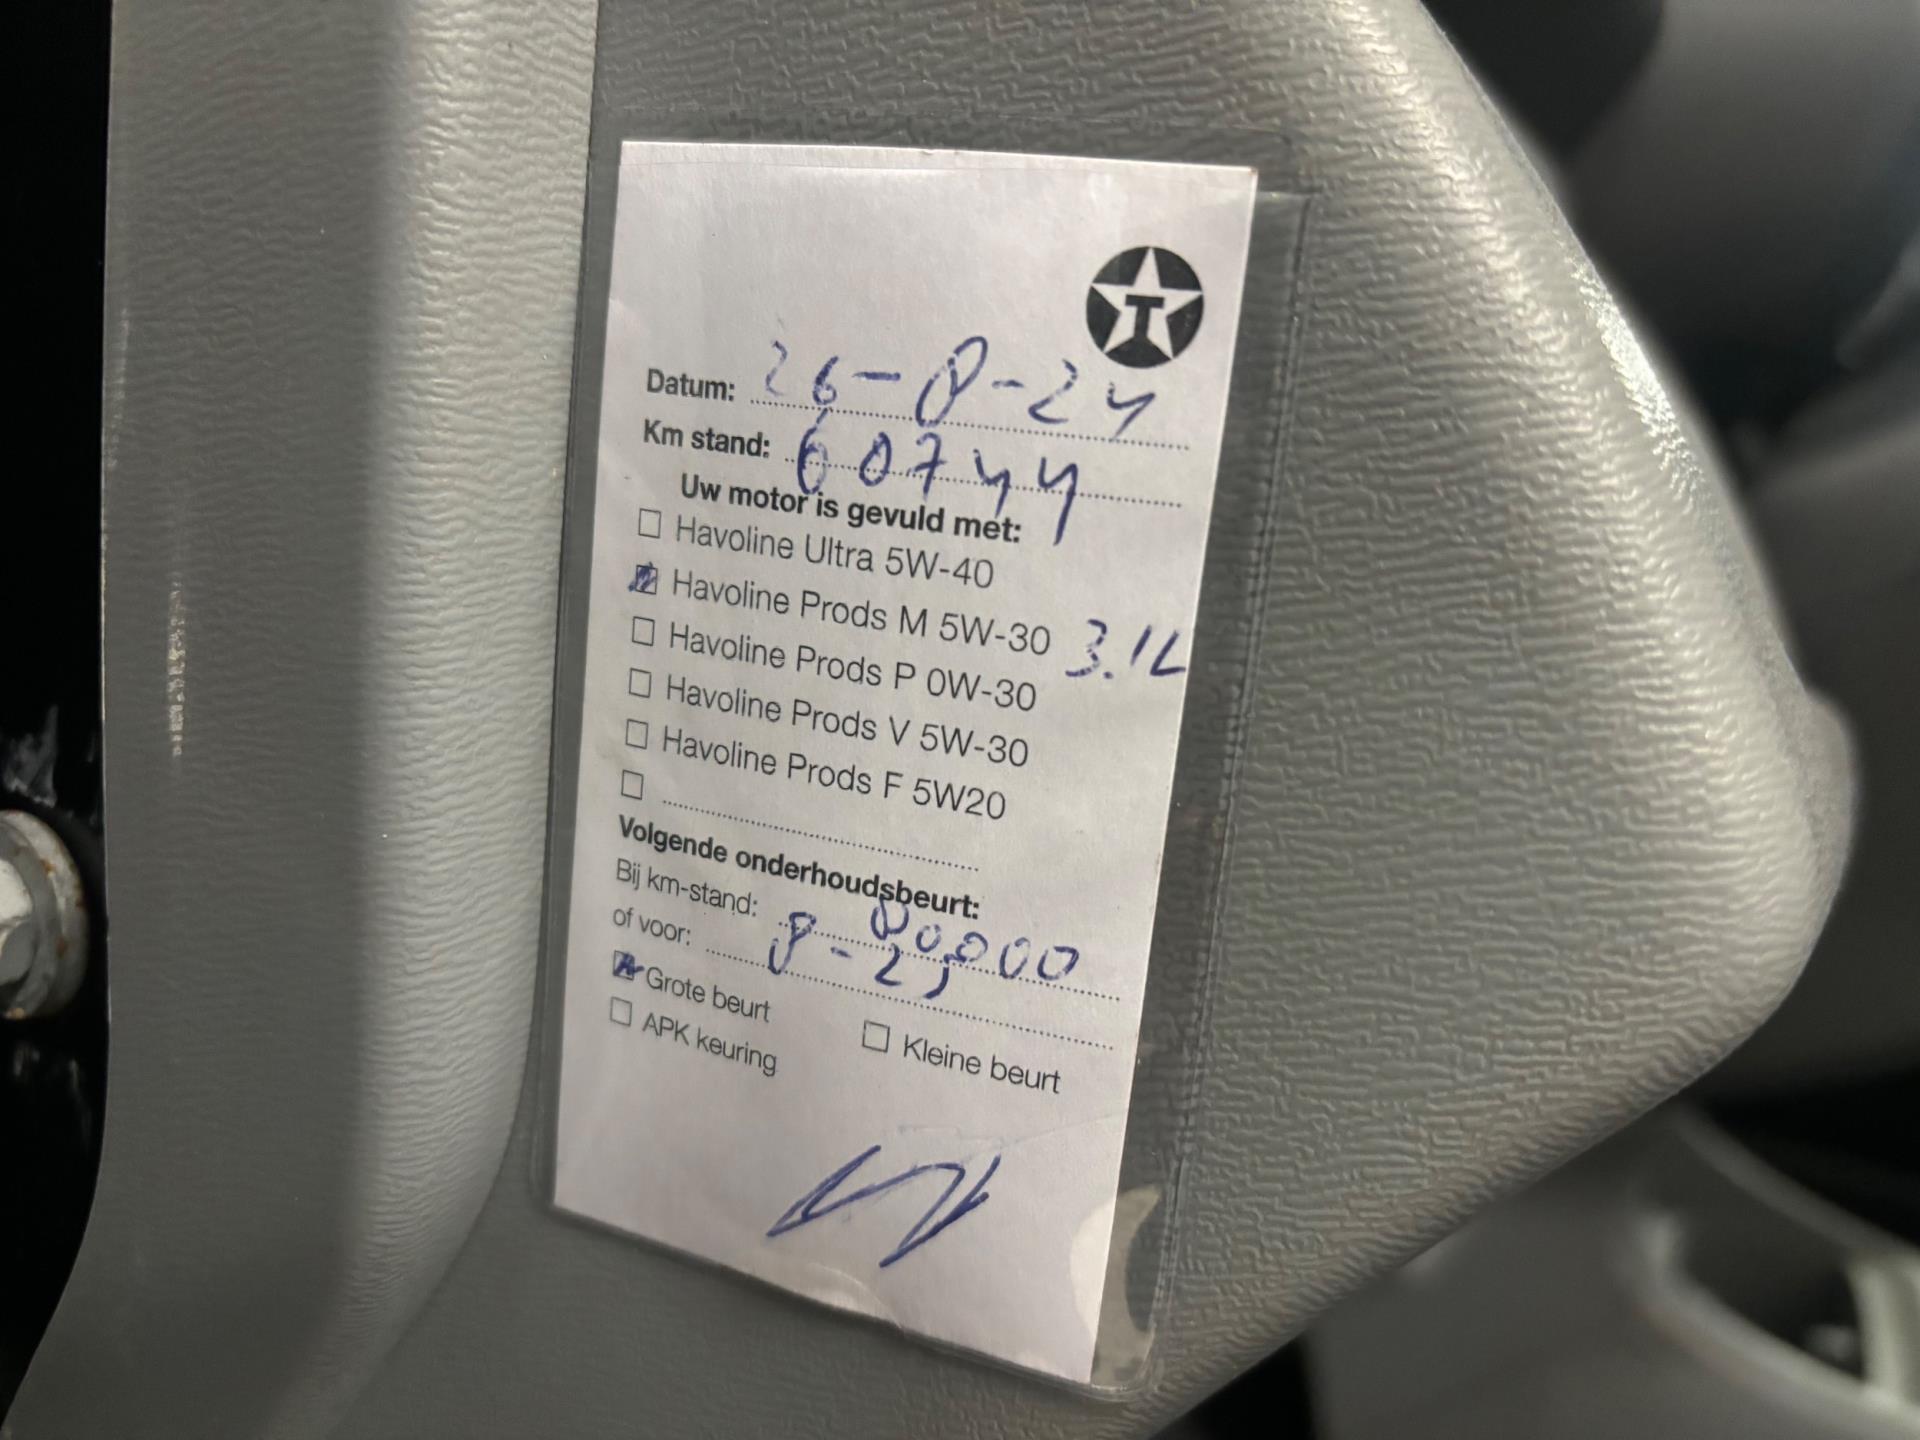 T
Datum: 26-8-24
Km stand: 60744
Uw motor is gevuld met:
Havoline Ultra 5W-40
Havoline Prods M 5W-30 3.1L
Havoline Prods P 0W-30
Havoline Prods V 5W-30
Havoline Prods F 5W20
Volgende onderhoudsbeurt:
Bij km-stand: 80000
of voor: 8-25
Grote beurt Kleine beurt
APK keuring